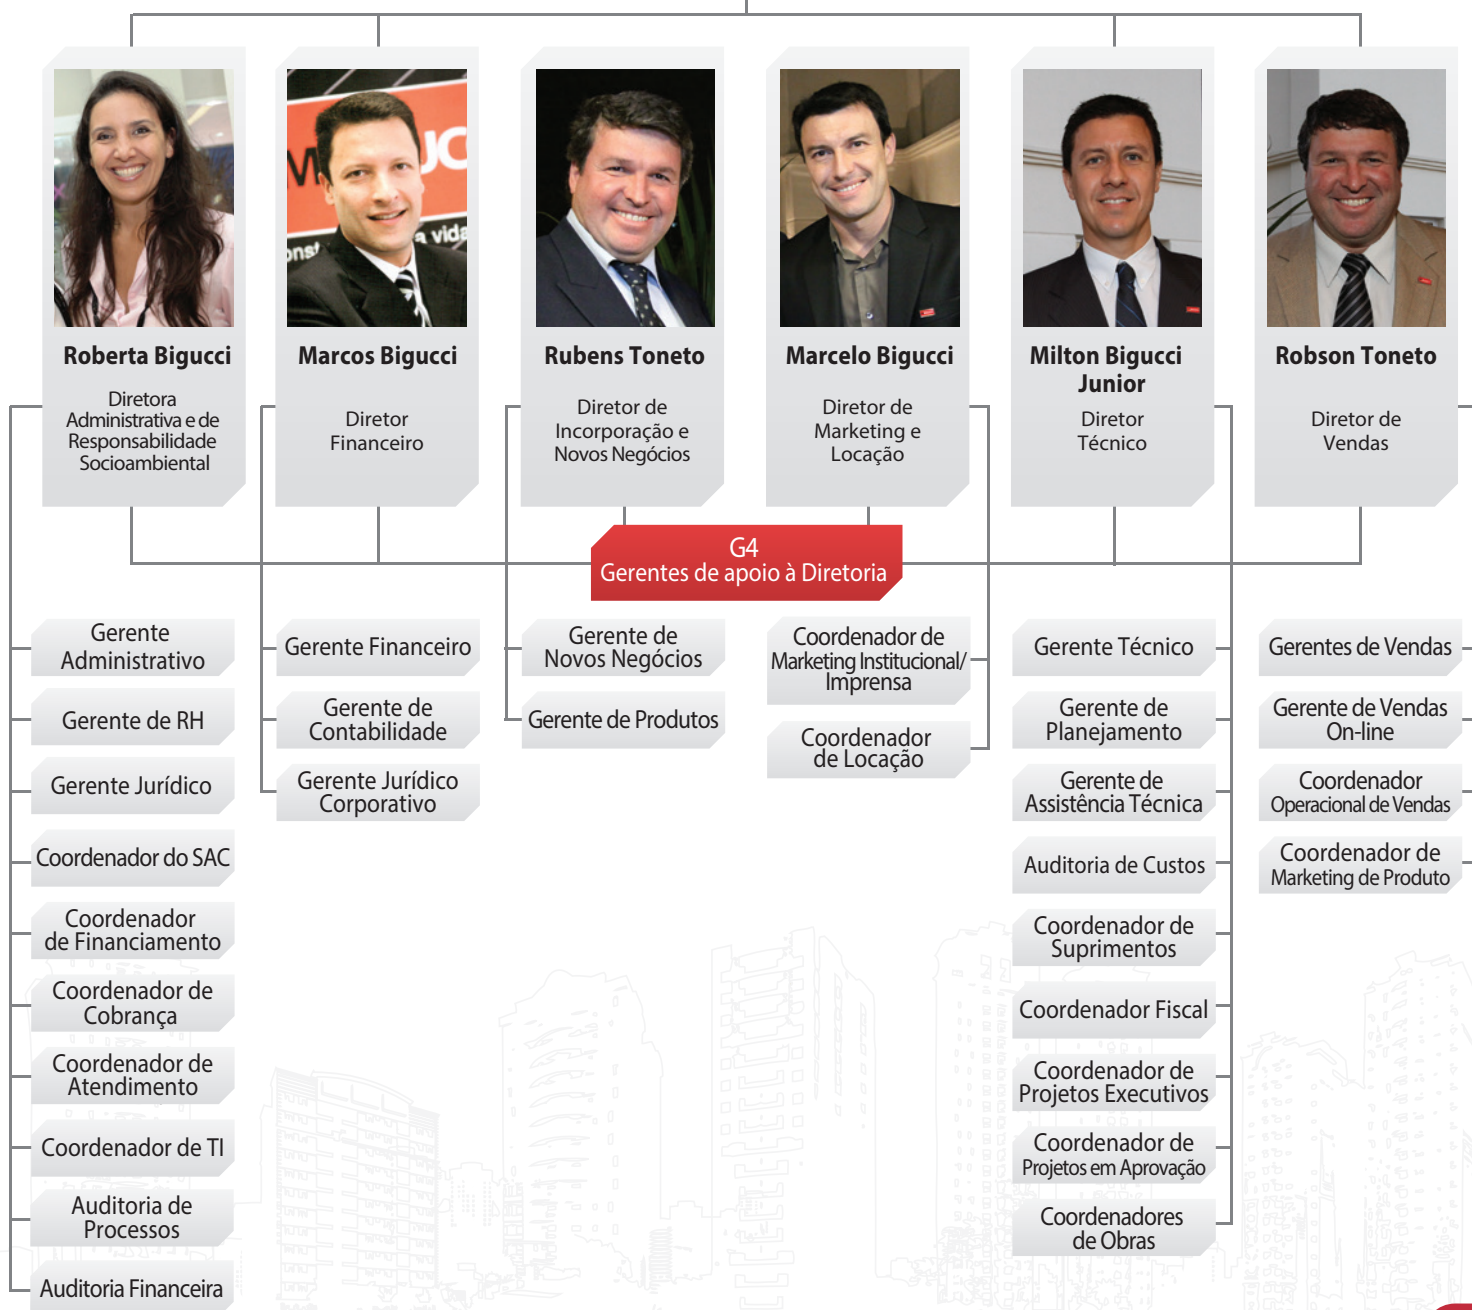 Roberta Bigucci
Diretora
Administrativa e de
Responsabilidade
Socioambiental
Marcos Bigucci
Diretor
Financeiro
Rubens Toneto
Diretor de
Incorporação e
Novos Negócios
Marcelo Bigucci
Diretor de
Marketing e
Locação
Milton Bigucci
Junior
Diretor
Técnico
Robson Toneto
Diretor de
Vendas
G4
Gerentes de apoio à Diretoria
Gerente
Administrativo
Gerente de RH
Gerente Jurídico
Coordenador do SAC
Coordenador
de Financiamento
Coordenador de
Cobrança
Coordenador de
Atendimento
Coordenador de TI
Auditoria de
Processos
Auditoria Financeira
Gerente Financeiro
Gerente de
Contabilidade
Gerente Jurídico
Corporativo
Gerente de
Novos Negócios
Gerente de Produtos
Coordenador de
Marketing Institucional/
Imprensa
Coordenador
de Locação
Gerente Técnico
Gerente de
Planejamento
Gerente de
Assistência Técnica
Auditoria de Custos
Coordenador de
Suprimentos
Coordenador Fiscal
Coordenador de
Projetos Executivos
Coordenador de
Projetos em Aprovação
Coordenadores
de Obras
Gerentes de Vendas
Gerente de Vendas
On-line
Coordenador
Operacional de Vendas
Coordenador de
Marketing de Produto